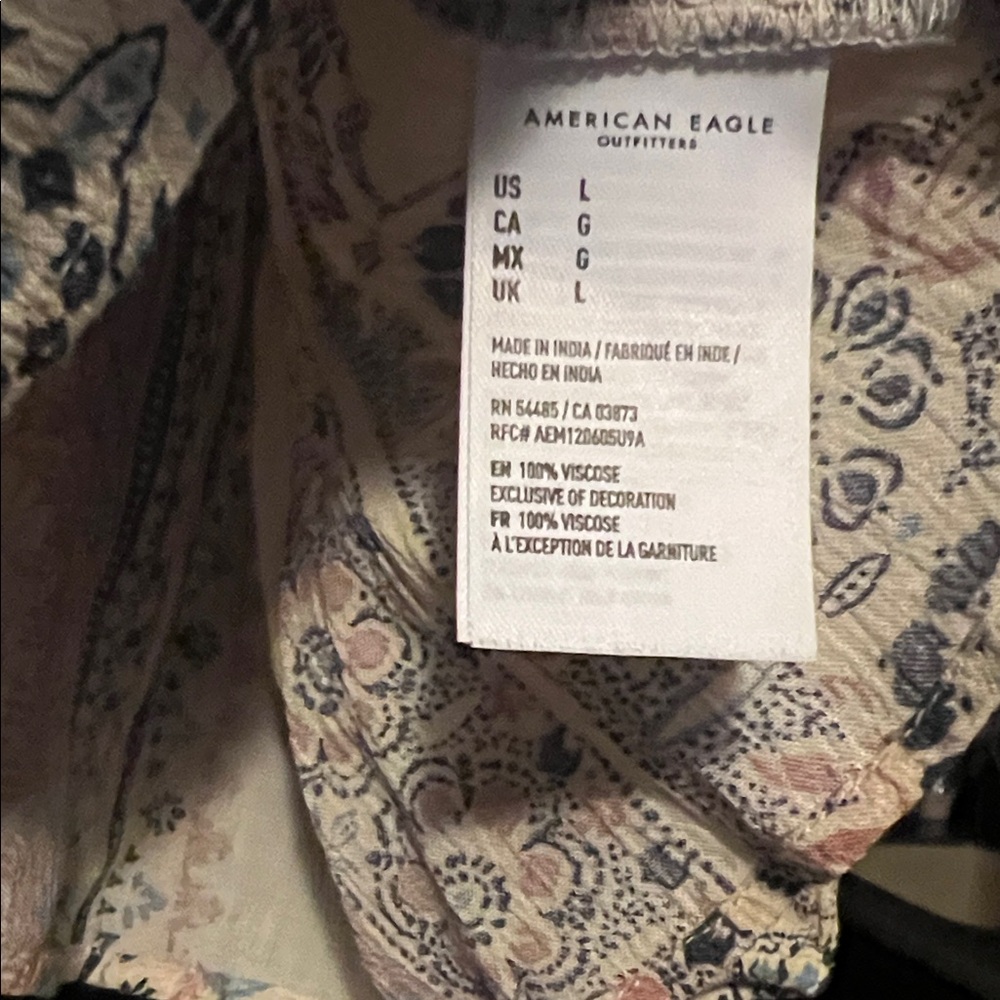 AMERICAN EAGLE
OUTFITTERS
US L
CA G
MX G
UK L
MADE IN INDIA / FABRIQUÉ EN INDE /
HECHO EN INDIA
RN 54485 / CA 03873
RFC# AEM120605U9A
EN 100% VISCOSE
EXCLUSIVE OF DECORATION
FR 100% VISCOSE
À L'EXCEPTION DE LA GARNITURE